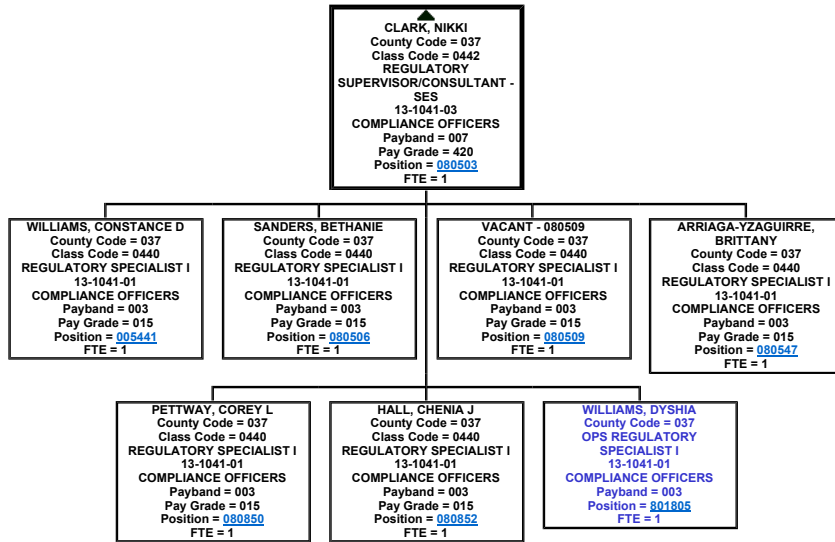 CLARK, NIKKI
County Code = 037
Class Code = 0442
REGULATORY
SUPERVISOR/CONSULTANT -
SES
13-1041-03
COMPLIANCE OFFICERS
Payband = 007
Pay Grade = 420
Position = 080503
FTE = 1
WILLIAMS, CONSTANCE D
County Code = 037
Class Code = 0440
REGULATORY SPECIALIST I
13-1041-01
COMPLIANCE OFFICERS
Payband = 003
Pay Grade = 015
Position = 005441
FTE = 1
SANDERS, BETHANIE
County Code = 037
Class Code = 0440
REGULATORY SPECIALIST I
13-1041-01
COMPLIANCE OFFICERS
Payband = 003
Pay Grade = 015
Position = 080506
FTE = 1
VACANT - 080509
County Code = 037
Class Code = 0440
REGULATORY SPECIALIST I
13-1041-01
COMPLIANCE OFFICERS
Payband = 003
Pay Grade = 015
Position = 080509
FTE = 1
ARRIAGA-YZAGUIRRE,
BRITTANY
County Code = 037
Class Code = 0440
REGULATORY SPECIALIST I
13-1041-01
COMPLIANCE OFFICERS
Payband = 003
Pay Grade = 015
Position = 080547
FTE = 1
PETTWAY, COREY L
County Code = 037
Class Code = 0440
REGULATORY SPECIALIST I
13-1041-01
COMPLIANCE OFFICERS
Payband = 003
Pay Grade = 015
Position = 080850
FTE = 1
HALL, CHENIA J
County Code = 037
Class Code = 0440
REGULATORY SPECIALIST I
13-1041-01
COMPLIANCE OFFICERS
Payband = 003
Pay Grade = 015
Position = 080852
FTE = 1
WILLIAMS, DYSHIA
County Code = 037
OPS REGULATORY
SPECIALIST I
13-1041-01
COMPLIANCE OFFICERS
Payband = 003
Position = 801805
FTE = 1